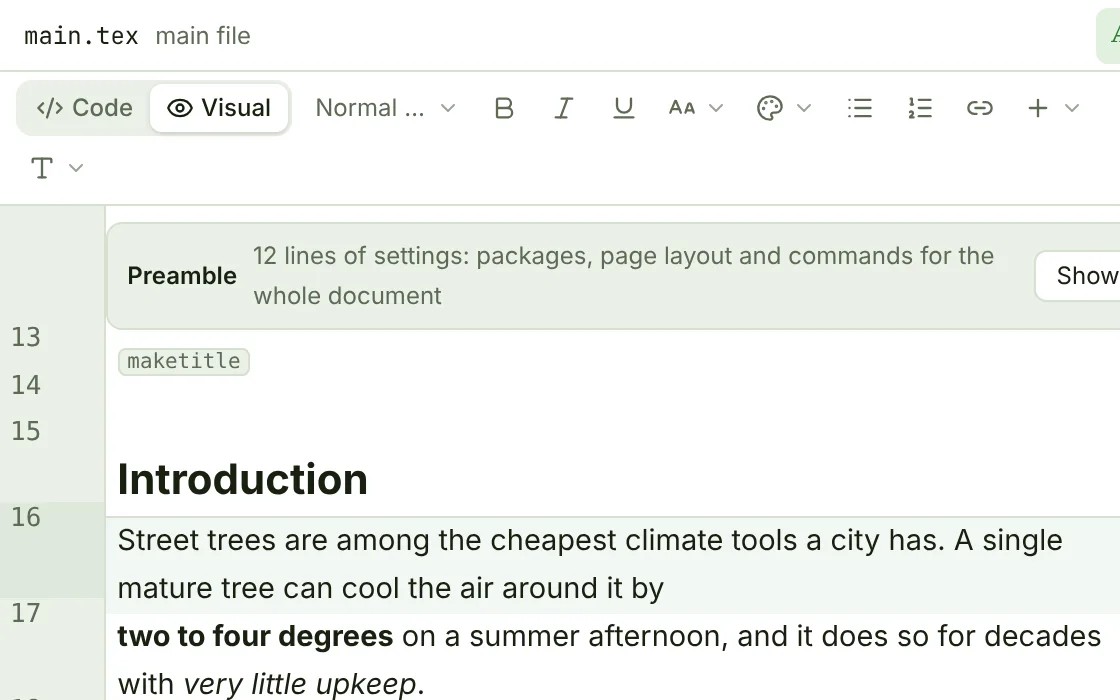 main.tex main file
Code Visual Normal ...
Preamble
12 lines of settings: packages, page layout and commands for the
whole document
Show
13
maketitle
14
15
Introduction
16
Street trees are among the cheapest climate tools a city has. A single
mature tree can cool the air around it by
17
two to four degrees on a summer afternoon, and it does so for decades
with very little upkeep.